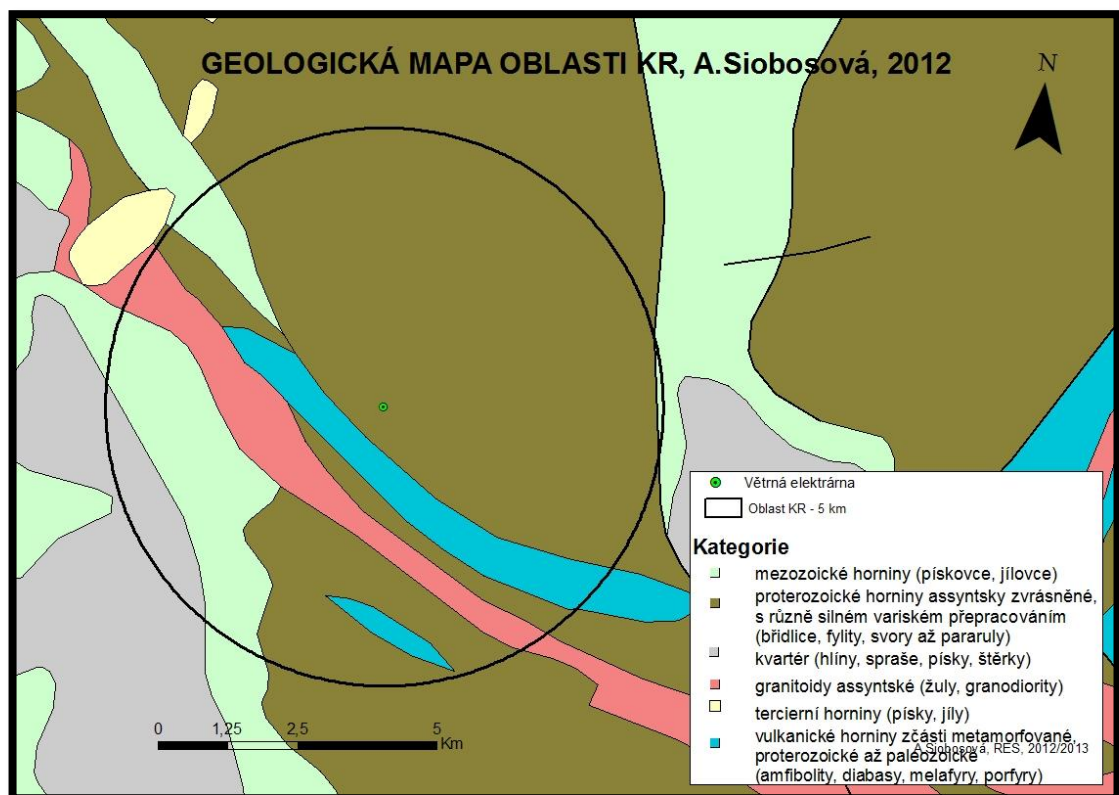 GEOLOGICKÁ MAPA OBLASTI KR, A.Siobosová, 2012
N
Větrná elektrárna
Oblast KR - 5 km
Kategorie
mezozoické horniny (pískovce, jílovce)
proterozoické horniny assyntsky zvrásněné,
s různě silném variském přepracováním
(břidlice, fylity, svory až pararuly)
kvartér (hlíny, spraše, písky, štěrky)
granitoidy assyntské (žuly, granodiority)
tercierní horniny (písky, jíly)
vulkanické horniny zčásti metamorfované,
proterozoické až paleozoické
A.Siobosová, RES, 2012/2013
(amfibolity, diabasy, melafyry, porfyry)
0 1,25 2,5 5
Km